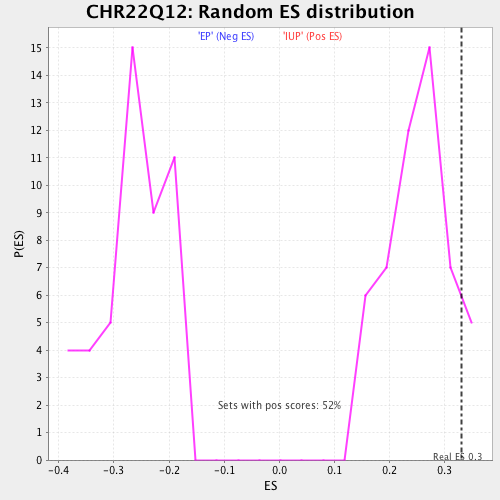 CHR22Q12: Random ES distribution
'EP' (Neg ES) 'IUP' (Pos ES)
15
14
13
12
11
10
9
8
7
6
5
4
3
2
1
0
P(ES)
Sets with pos scores: 52%
Real ES 0.3
-0.4 -0.3 -0.2 -0.1 0.0 0.1 0.2 0.3
ES